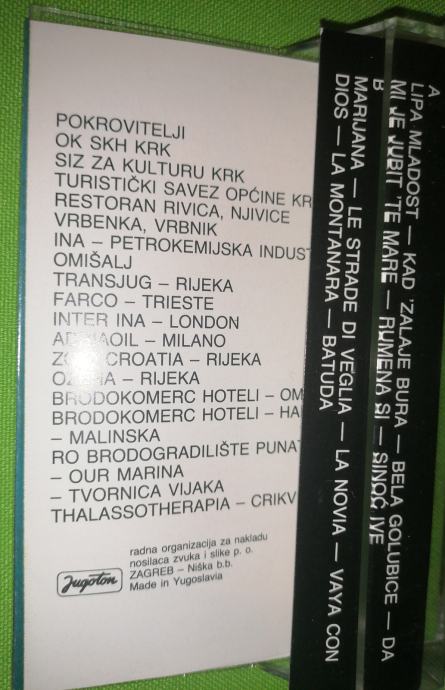 POKROVITELJI
OK SKH KRK
SIZ ZA KULTURU KRK
TURISTIČKI SAVEZ OPĆINE KR
RESTORAN RIVICA, NJIVICE
VRBENKA, VRBNIK
INA – PETROKEMIJSKA INDUST
OMIŠALJ
TRANSJUG – RIJEKA
FARCO – TRIESTE
INTER INA – LONDON
– MILANO
CROATIA – RIJEKA
– RIJEKA
BRODOKOMERC HOTELI – OM
BRODOKOMERC HOTELI – HA
– MALINSKA
RO BRODOGRADILIŠTE PUNA
– OUR MARINA
– TVORNICA VIJAKA
THALASSOTHERAPIA – CRIKV
Jugoton
radna organizacija za nakladu
nosilaca zvuka i slike p. o.
ZAGREB – Niška b.b.
Made in Yugoslavia
A
LIPA MLADOST — KAD 'ZALAJE BURA — BELA GOLUBICE — DA
MI JE JUBIT 'TE MARE — RUMENA SI — SINOĆ IVE
B
MARIJANA — LE STRADE DI VEGLIA — LA NOVIA — VAYA CON
DIOS — LA MONTANARA — BATUDA